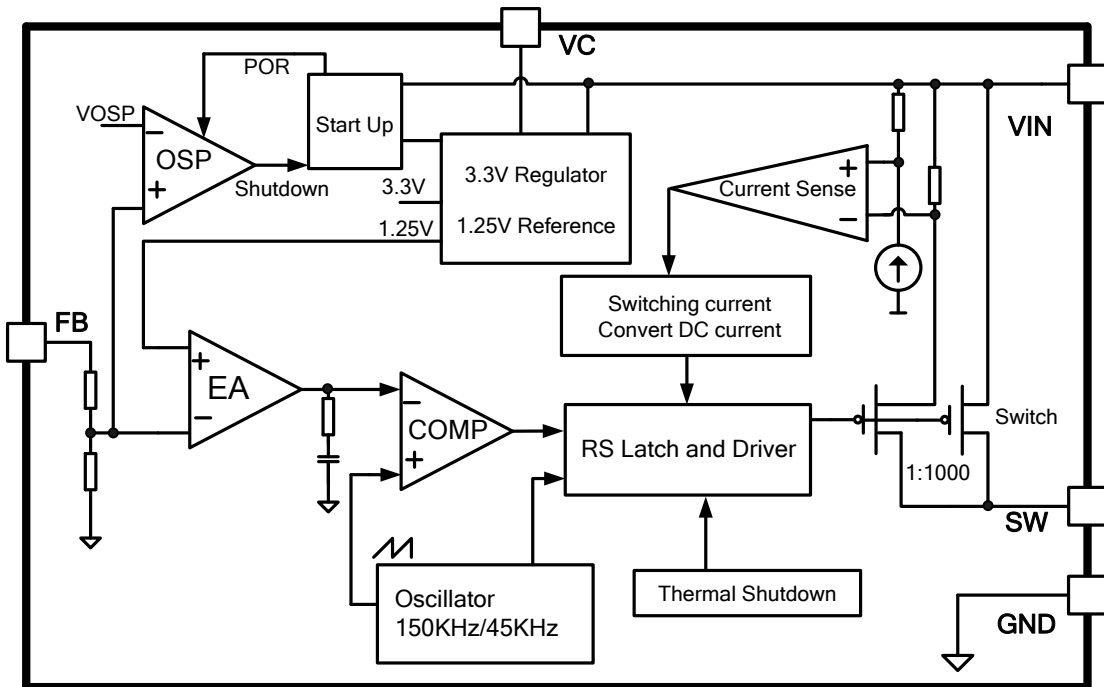 VC
POR
VOSP
Start Up
VIN
OSP
3.3V Regulator
Current Sense
Shutdown
3.3V
1.25V
1.25V Reference
Switching current
Convert DC current
FB
EA
COMP
RS Latch and Driver
Switch
1:1000
SW
Oscillator
150KHz/45KHz
Thermal Shutdown
GND